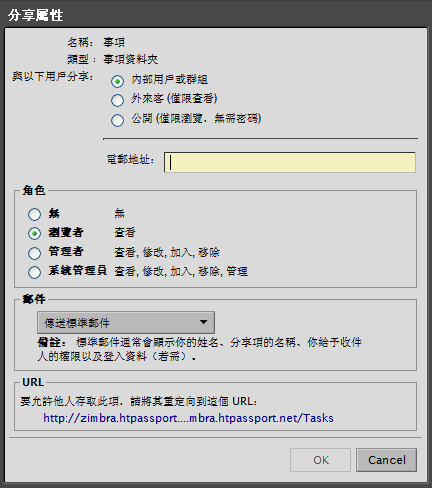 分享屬性
名稱： 事項
類型： 事項資料夾
與以下用戶分享： 內部用戶或群組
外來客 (僅限查看)
公開 (僅限瀏覽．無需密碼)
電郵地址：
角色
無 無
瀏覽者 查看
管理者 查看, 修改, 加入, 移除
系統管理員 查看, 修改, 加入, 移除, 管理
郵件
傳送標準郵件
備註： 標準郵件通常會顯示你的姓名、分享項的名稱、你給予收件
人的權限以及登入資料（若需）．
URL
要允許他人存取此項．請將其重定向到這個 URL：
http://zimbra.htpassport....mbra.htpassport.net/Tasks
OK Cancel